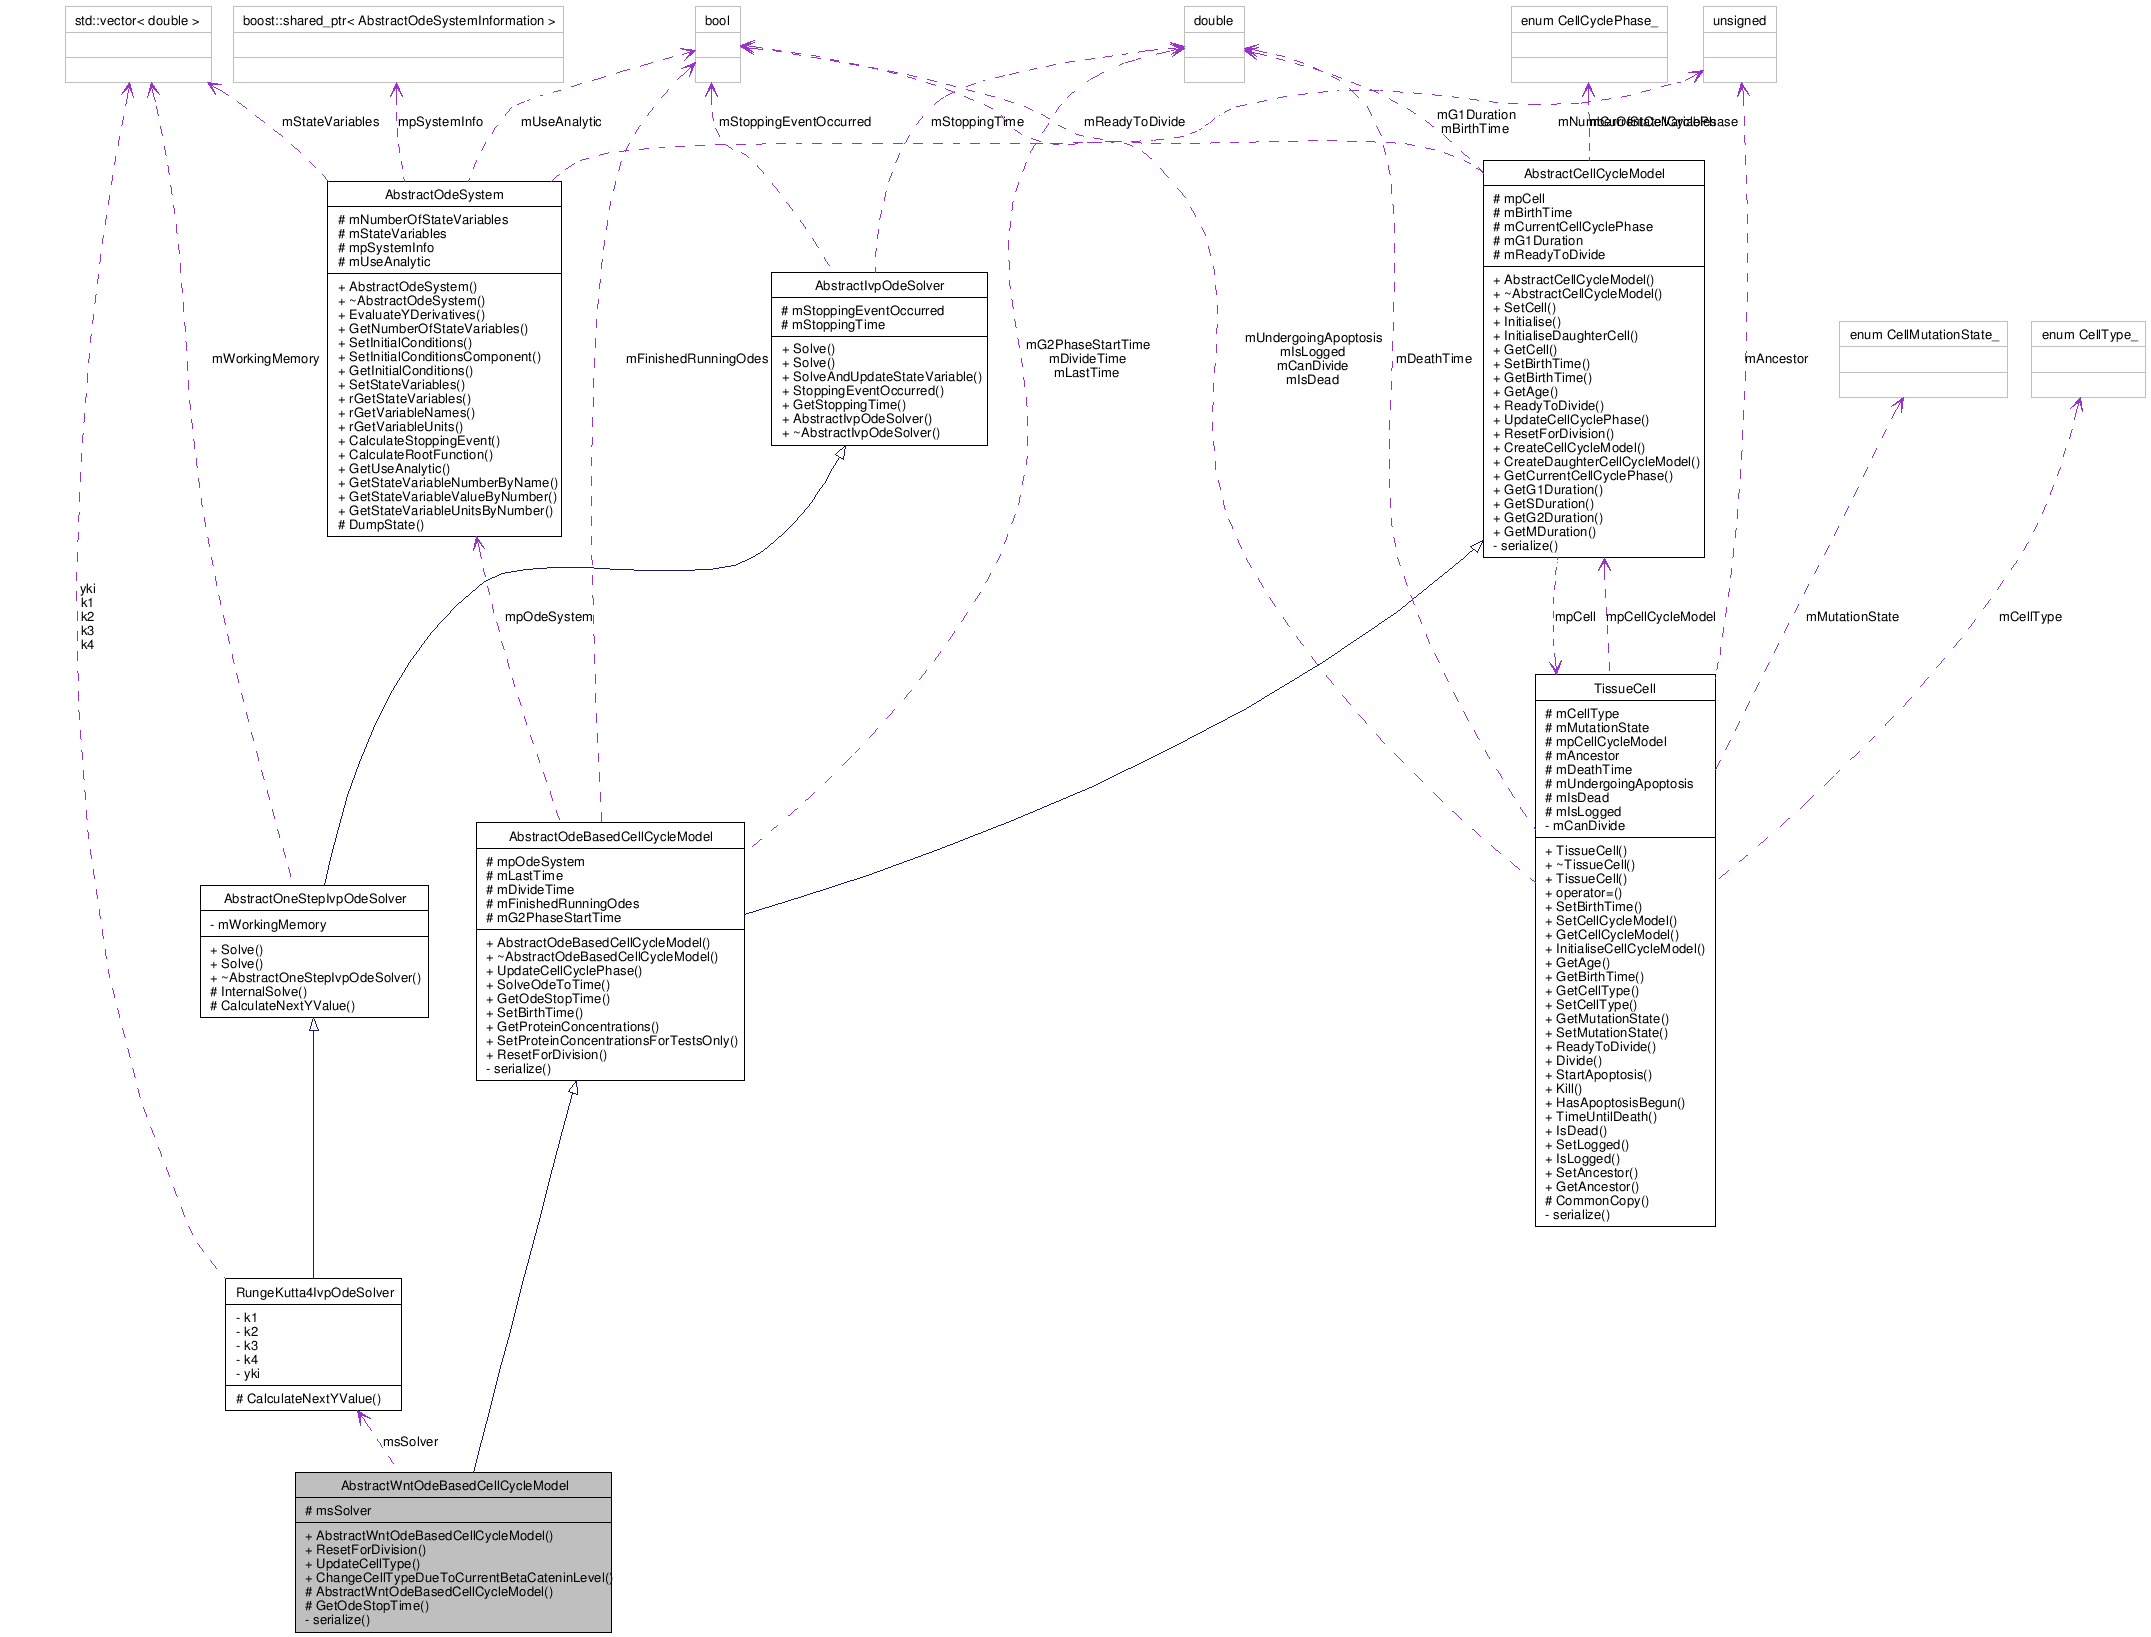 std::vector< double >
boost::shared_ptr< AbstractOdeSystemInformation >
bool
double
enum CellCyclePhase_
unsigned
mStateVariables
mpSystemInfo
mUseAnalytic
mStoppingEventOccurred
mStoppingTime
mReadyToDivide
mG1Duration
mBirthTime
mNumberOfStateVariables
mCurrentCellCyclePhase
AbstractOdeSystem
# mNumberOfStateVariables
# mStateVariables
# mpSystemInfo
# mUseAnalytic
+ AbstractOdeSystem()
+ ~AbstractOdeSystem()
+ EvaluateYDerivatives()
+ GetNumberOfStateVariables()
+ SetInitialConditions()
+ SetInitialConditionsComponent()
+ GetInitialConditions()
+ SetStateVariables()
+ rGetStateVariables()
+ rGetVariableNames()
+ rGetVariableUnits()
+ CalculateStoppingEvent()
+ CalculateRootFunction()
+ GetUseAnalytic()
+ GetStateVariableNumberByName()
+ GetStateVariableValueByNumber()
+ GetStateVariableUnitsByNumber()
# DumpState()
AbstractIvpOdeSolver
# mStoppingEventOccurred
# mStoppingTime
+ Solve()
+ Solve()
+ SolveAndUpdateStateVariable()
+ StoppingEventOccurred()
+ GetStoppingTime()
+ AbstractIvpOdeSolver()
+ ~AbstractIvpOdeSolver()
AbstractCellCycleModel
# mpCell
# mBirthTime
# mCurrentCellCyclePhase
# mG1Duration
# mReadyToDivide
+ AbstractCellCycleModel()
+ ~AbstractCellCycleModel()
+ SetCell()
+ Initialise()
+ InitialiseDaughterCell()
+ GetCell()
+ SetBirthTime()
+ GetBirthTime()
+ GetAge()
+ ReadyToDivide()
+ UpdateCellCyclePhase()
+ ResetForDivision()
+ CreateCellCycleModel()
+ CreateDaughterCellCycleModel()
+ GetCurrentCellCyclePhase()
+ GetG1Duration()
+ GetSDuration()
+ GetG2Duration()
+ GetMDuration()
- serialize()
enum CellMutationState_
enum CellType_
mWorkingMemory
mFinishedRunningOdes
mG2PhaseStartTime
mDivideTime
mLastTime
mUndergoingApoptosis
mIsLogged
mCanDivide
mIsDead
mDeathTime
mAncestor
yki
k1
k2
k3
k4
mpOdeSystem
mpCell
mpCellCycleModel
mMutationState
mCellType
TissueCell
# mCellType
# mMutationState
# mpCellCycleModel
# mAncestor
# mDeathTime
# mUndergoingApoptosis
# mIsDead
# mIsLogged
- mCanDivide
+ TissueCell()
+ ~TissueCell()
+ TissueCell()
+ operator=()
+ SetBirthTime()
+ SetCellCycleModel()
+ GetCellCycleModel()
+ InitialiseCellCycleModel()
+ GetAge()
+ GetBirthTime()
+ GetCellType()
+ SetCellType()
+ GetMutationState()
+ SetMutationState()
+ ReadyToDivide()
+ Divide()
+ StartApoptosis()
+ Kill()
+ HasApoptosisBegun()
+ TimeUntilDeath()
+ IsDead()
+ SetLogged()
+ IsLogged()
+ SetAncestor()
+ GetAncestor()
# CommonCopy()
- serialize()
AbstractOdeBasedCellCycleModel
# mpOdeSystem
# mLastTime
# mDivideTime
# mFinishedRunningOdes
# mG2PhaseStartTime
+ AbstractOdeBasedCellCycleModel()
+ ~AbstractOdeBasedCellCycleModel()
+ UpdateCellCyclePhase()
+ SolveOdeToTime()
+ GetOdeStopTime()
+ SetBirthTime()
+ GetProteinConcentrations()
+ SetProteinConcentrationsForTestsOnly()
+ ResetForDivision()
- serialize()
AbstractOneStepIvpOdeSolver
- mWorkingMemory
+ Solve()
+ Solve()
+ ~AbstractOneStepIvpOdeSolver()
# InternalSolve()
# CalculateNextYValue()
RungeKutta4IvpOdeSolver
- k1
- k2
- k3
- k4
- yki
# CalculateNextYValue()
msSolver
AbstractWntOdeBasedCellCycleModel
# msSolver
+ AbstractWntOdeBasedCellCycleModel()
+ ResetForDivision()
+ UpdateCellType()
+ ChangeCellTypeDueToCurrentBetaCateninLevel()
# AbstractWntOdeBasedCellCycleModel()
# GetOdeStopTime()
- serialize()